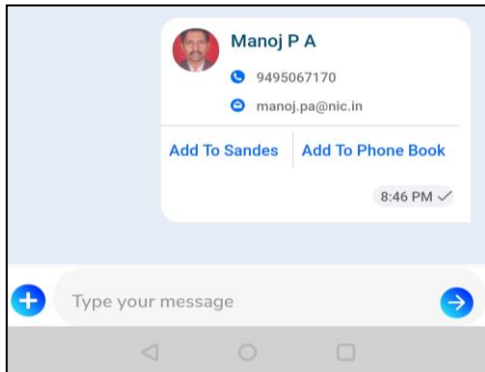 Manoj P A
9495067170
manoj.pa@nic.in
Add To Sandes Add To Phone Book
8:46 PM
Type your message